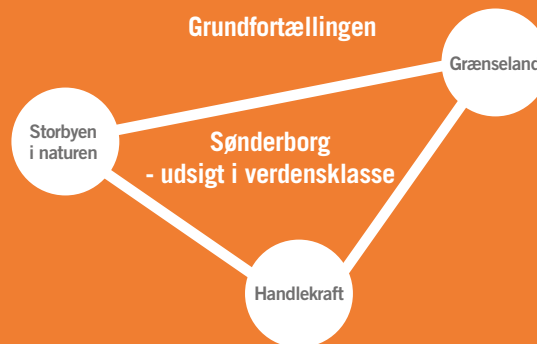 Grundfortællingen
Grænseland
Storbyen
i naturen
Sønderborg
- udsigt i verdensklasse
Handlekraft